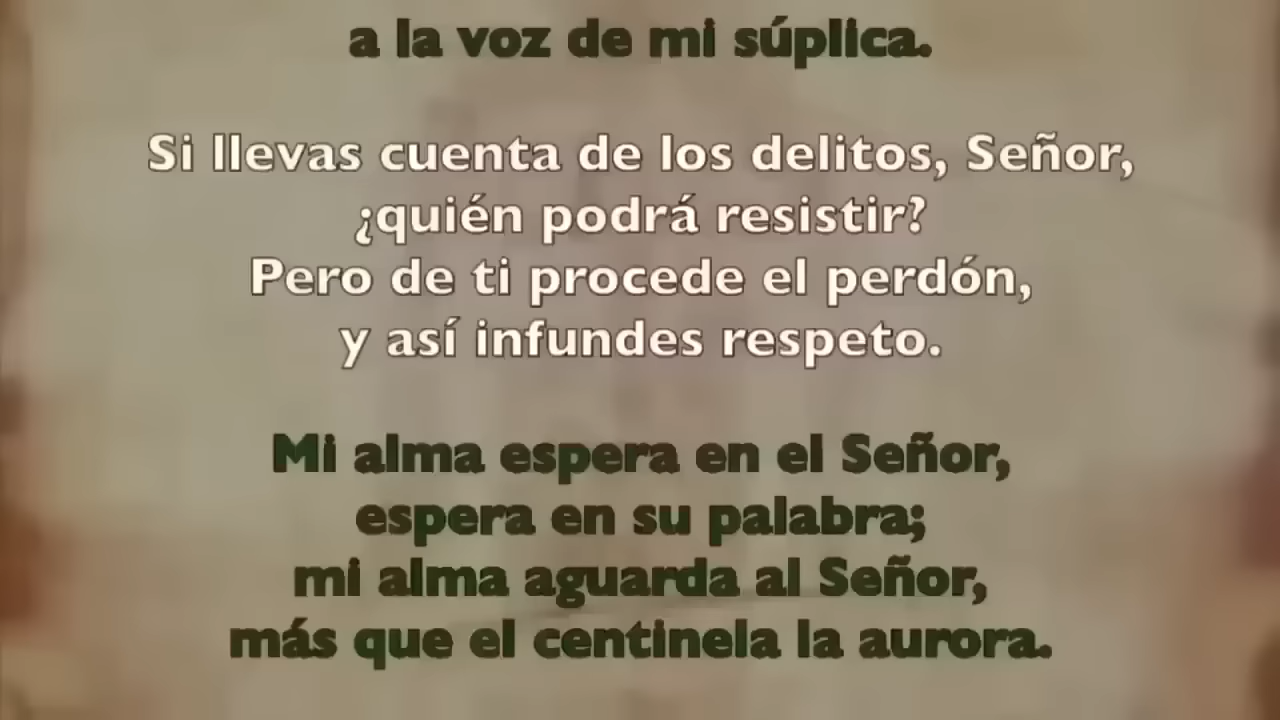 a la voz de mi súplica.
Si llevas cuenta de los delitos, Señor,
¿quién podrá resistir?
Pero de ti procede el perdón,
y así infundes respeto.
Mi alma espera en el Señor,
espera en su palabra;
mi alma aguarda al Señor,
más que el centinela la aurora.